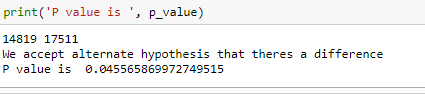 print('P value is ', p_value)
14819 17511
We accept alternate hypothesis that theres a difference
P value is  0.045565869972749515